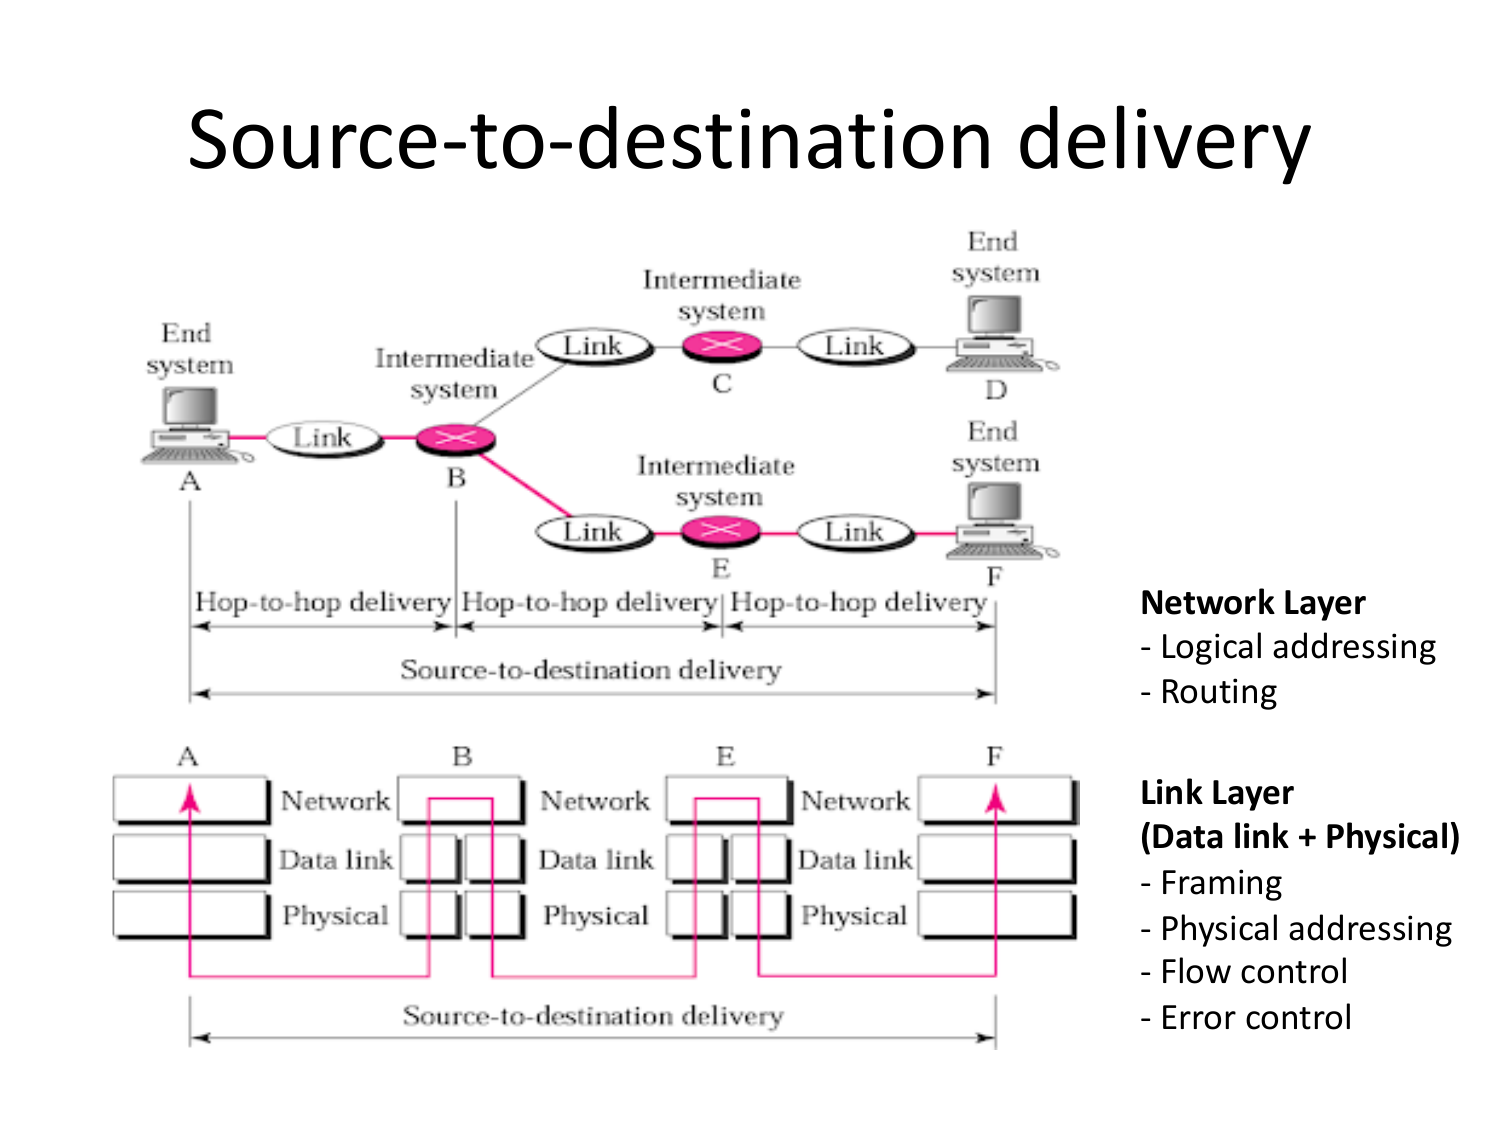 Source-to-destination delivery
End
system
Intermediate
system
End
system
Link
C
Link
D
Intermediate
system
End
system
A
Link
B
Intermediate
system
Link
E
Link
F
Hop-to-hop delivery
Hop-to-hop delivery
Hop-to-hop delivery
Source-to-destination delivery
A
B
E
F
Network
Network
Network
Data link
Data link
Data link
Physical
Physical
Physical
Source-to-destination delivery
Network Layer
- Logical addressing
- Routing
Link Layer
(Data link + Physical)
- Framing
- Physical addressing
- Flow control
- Error control